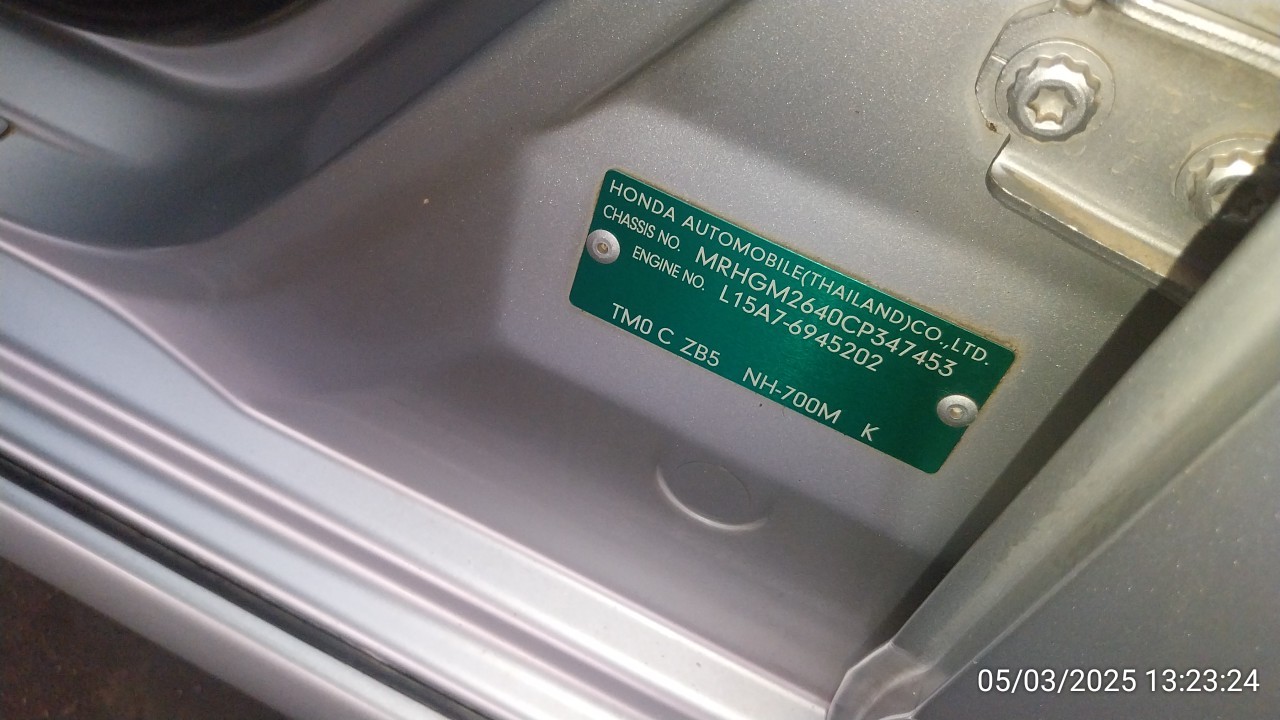 HONDA AUTOMOBILE(THAILAND)CO.,LTD.
CHASSIS NO. MRHGM2640CP347453
ENGINE NO. L15A7-6945202
TM0 C ZB5 NH-700M K
05/03/2025 13:23:24